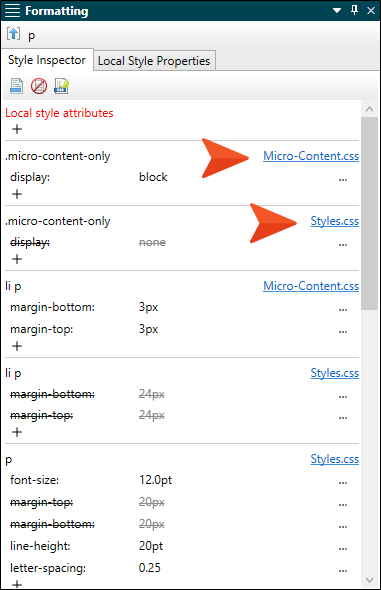 Formatting
p
Style Inspector Local Style Properties
Local style attributes
+
.micro-content-only Micro-Content.css
display: block ...
+
.micro-content-only Styles.css
display: none ...
+
li p Micro-Content.css
margin-bottom: 3px ...
margin-top: 3px ...
+
li p Styles.css
margin-bottom: 24px ...
margin-top: 24px ...
+
p Styles.css
font-size: 12.0pt ...
margin-top: 20px ...
margin-bottom: 20px ...
line-height: 20pt ...
letter-spacing: 0.25 ...
+